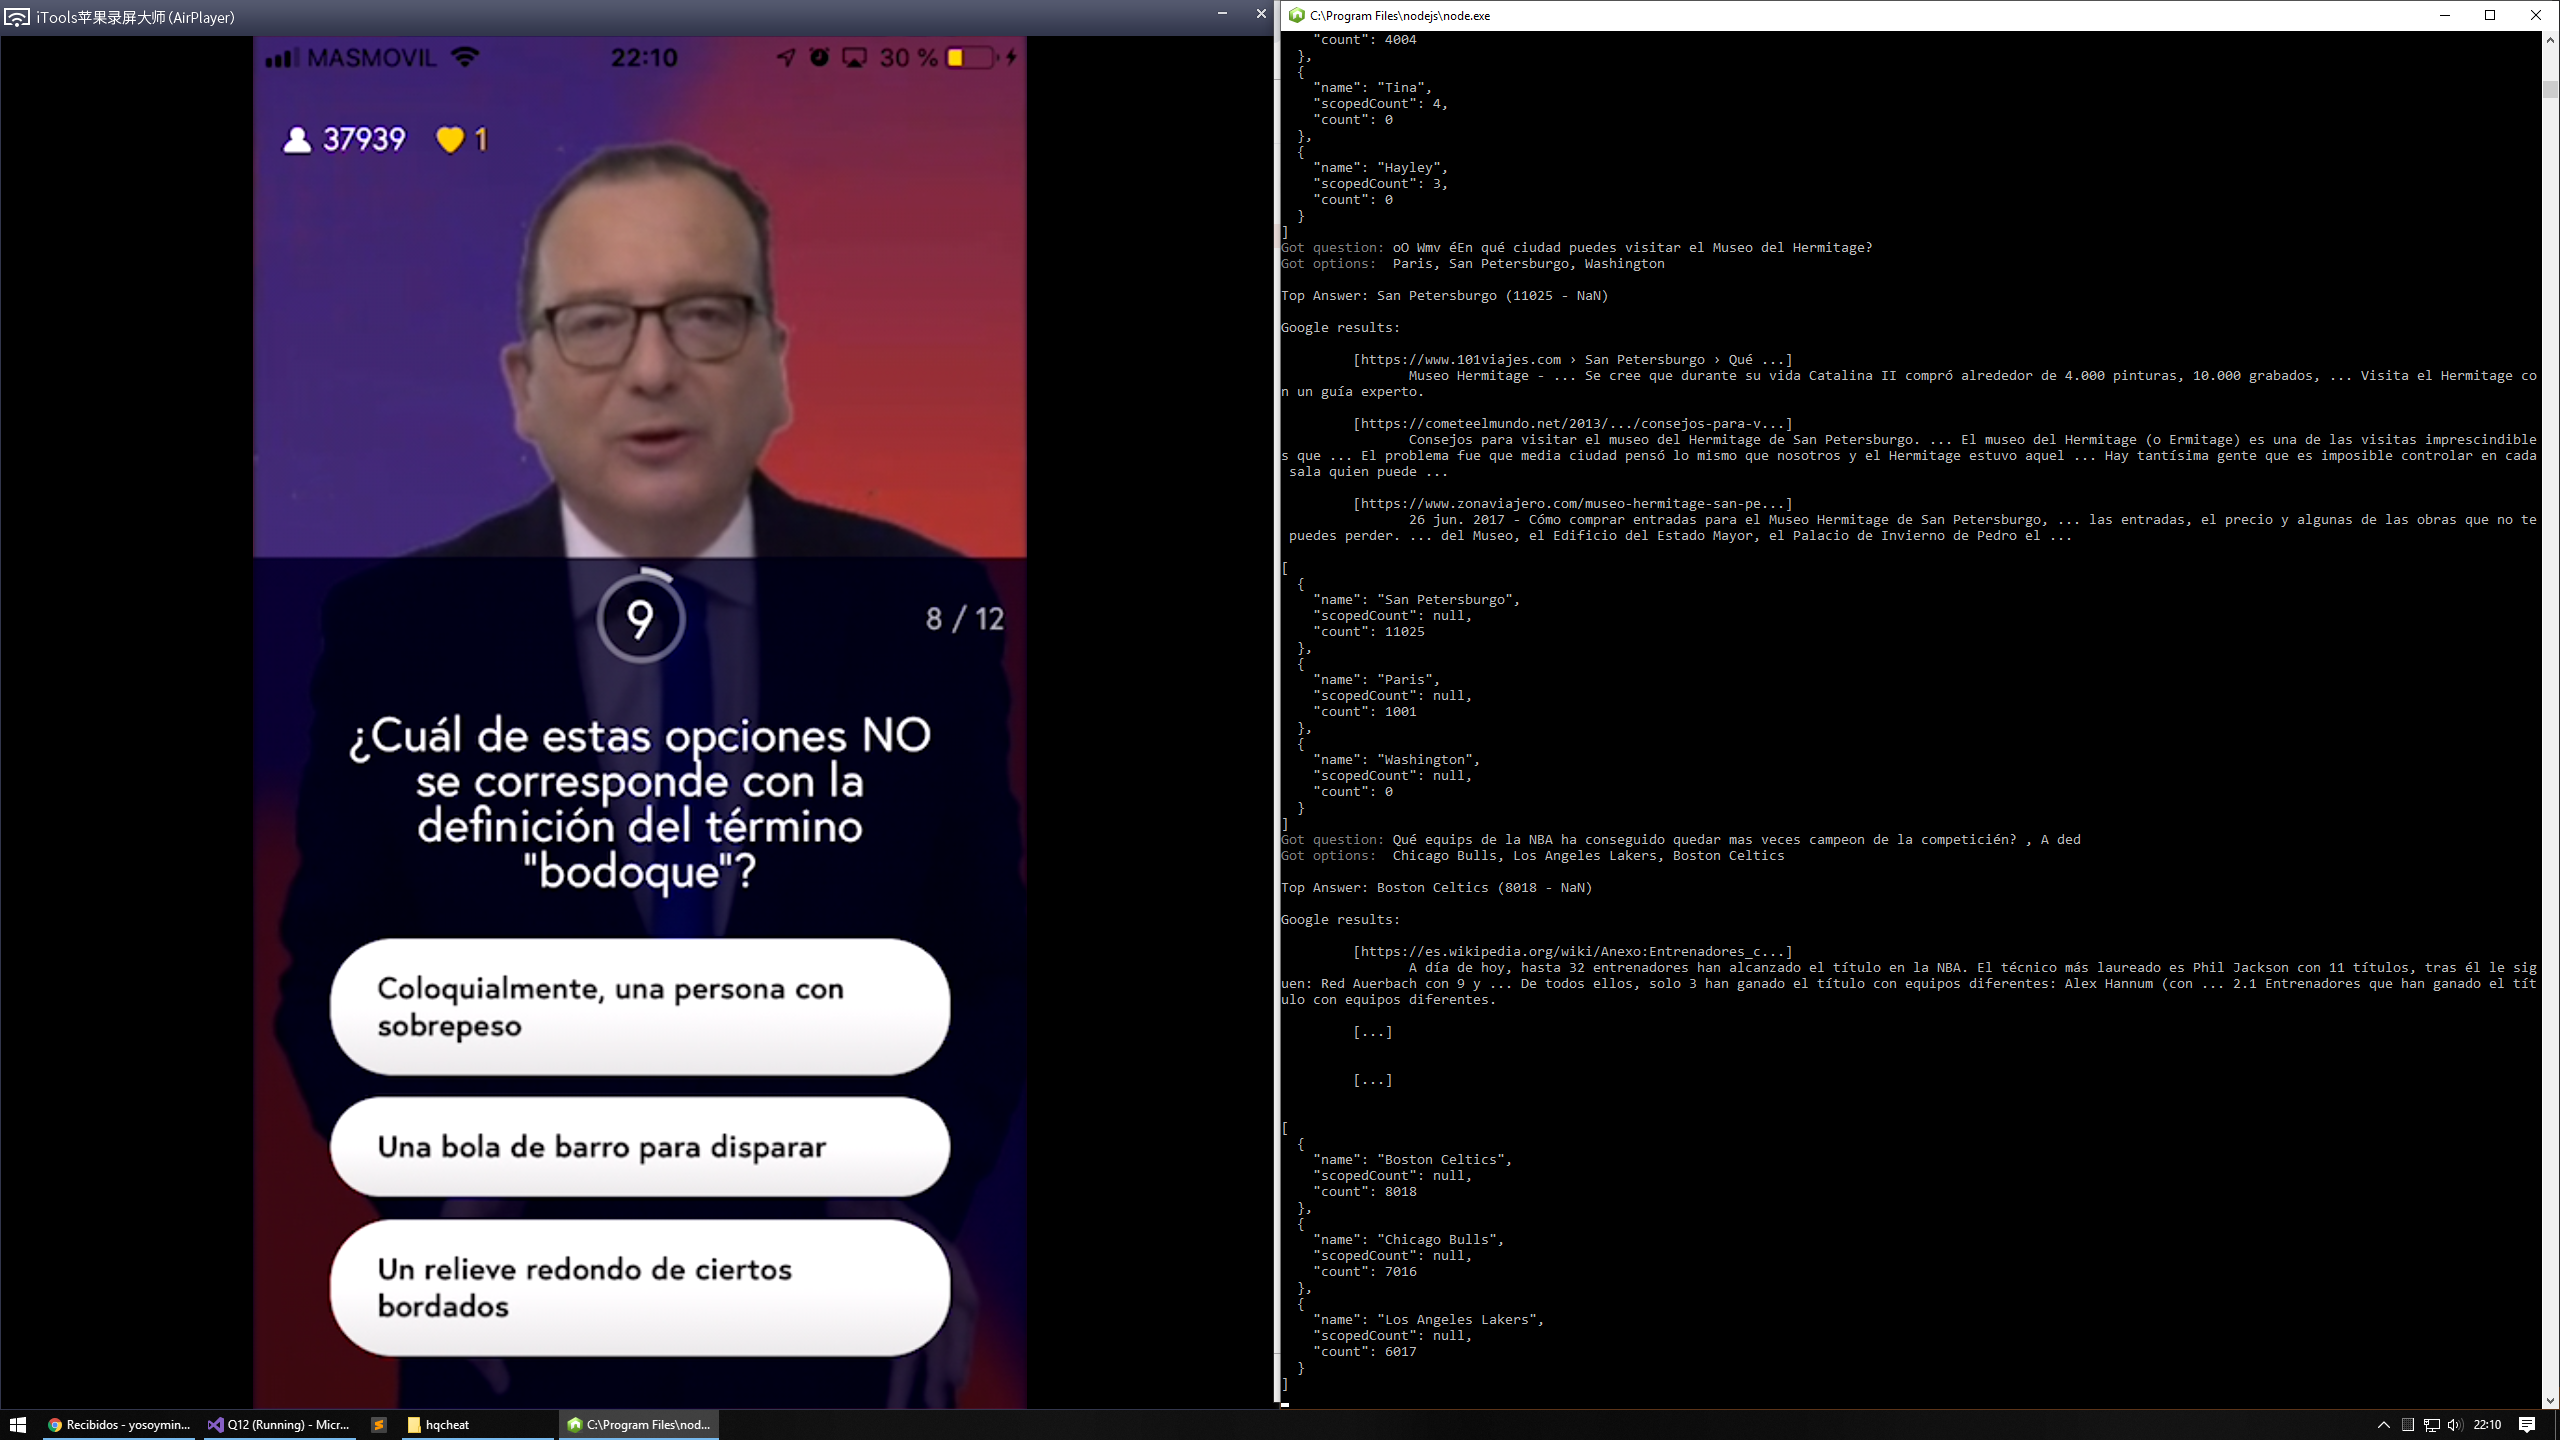 iTools苹果录屏大师(AirPlayer)
MASMOVIL 22:10 30 %
37939 1
9
8 / 12
¿Cuál de estas opciones NO
se corresponde con la
definición del término
"bodoque"?
Coloquialmente, una persona con
sobrepeso
Una bola de barro para disparar
Un relieve redondo de ciertos
bordados
C:\Program Files\nodejs\node.exe
"count": 4004
},
{
"name": "Tina",
"scopedCount": 4,
"count": 0
},
{
"name": "Hayley",
"scopedCount": 3,
"count": 0
}
]
Got question: oO Wmv éEn qué ciudad puedes visitar el Museo del Hermitage?
Got options:  Paris, San Petersburgo, Washington
Top Answer: San Petersburgo (11025 - NaN)
Google results:
[https://www.101viajes.com › San Petersburgo › Qué ...]
Museo Hermitage - ... Se cree que durante su vida Catalina II compró alrededor de 4.000 pinturas, 10.000 grabados, ... Visita el Hermitage co
n un guía experto.
[https://cometeelmundo.net/2013/.../consejos-para-v...]
Consejos para visitar el museo del Hermitage de San Petersburgo. ... El museo del Hermitage (o Ermitage) es una de las visitas imprescindible
s que ... El problema fue que media ciudad pensó lo mismo que nosotros y el Hermitage estuvo aquel ... Hay tantísima gente que es imposible controlar en cada
sala quien puede ...
[https://www.zonaviajero.com/museo-hermitage-san-pe...]
26 jun. 2017 - Cómo comprar entradas para el Museo Hermitage de San Petersburgo, ... las entradas, el precio y algunas de las obras que no te
puedes perder. ... del Museo, el Edificio del Estado Mayor, el Palacio de Invierno de Pedro el ...
[
{
"name": "San Petersburgo",
"scopedCount": null,
"count": 11025
},
{
"name": "Paris",
"scopedCount": null,
"count": 1001
},
{
"name": "Washington",
"scopedCount": null,
"count": 0
}
]
Got question: Qué equips de la NBA ha conseguido quedar mas veces campeon de la competicién? , A ded
Got options:  Chicago Bulls, Los Angeles Lakers, Boston Celtics
Top Answer: Boston Celtics (8018 - NaN)
Google results:
[https://es.wikipedia.org/wiki/Anexo:Entrenadores_c...]
A día de hoy, hasta 32 entrenadores han alcanzado el título en la NBA. El técnico más laureado es Phil Jackson con 11 títulos, tras él le sig
uen: Red Auerbach con 9 y ... De todos ellos, solo 3 han ganado el título con equipos diferentes: Alex Hannum (con ... 2.1 Entrenadores que han ganado el tít
ulo con equipos diferentes.
[...]
[...]
[
{
"name": "Boston Celtics",
"scopedCount": null,
"count": 8018
},
{
"name": "Chicago Bulls",
"scopedCount": null,
"count": 7016
},
{
"name": "Los Angeles Lakers",
"scopedCount": null,
"count": 6017
}
]
Recibidos - yosoymin... Q12 (Running) - Micr... hqcheat C:\Program Files\nod... 22:10